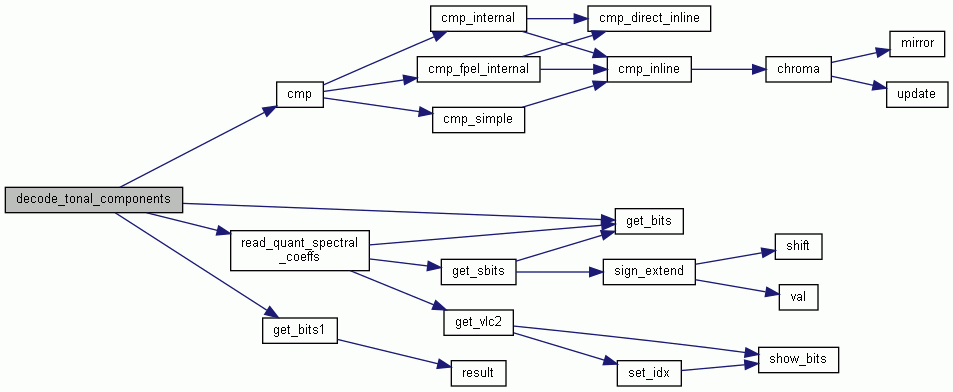 cmp_internal
cmp_direct_inline
mirror
cmp_fpel_internal
cmp_inline
chroma
cmp
update
cmp_simple
decode_tonal_components
get_bits
read_quant_spectral
_coeffs
shift
get_sbits
sign_extend
val
get_bits1
get_vlc2
show_bits
result
set_idx